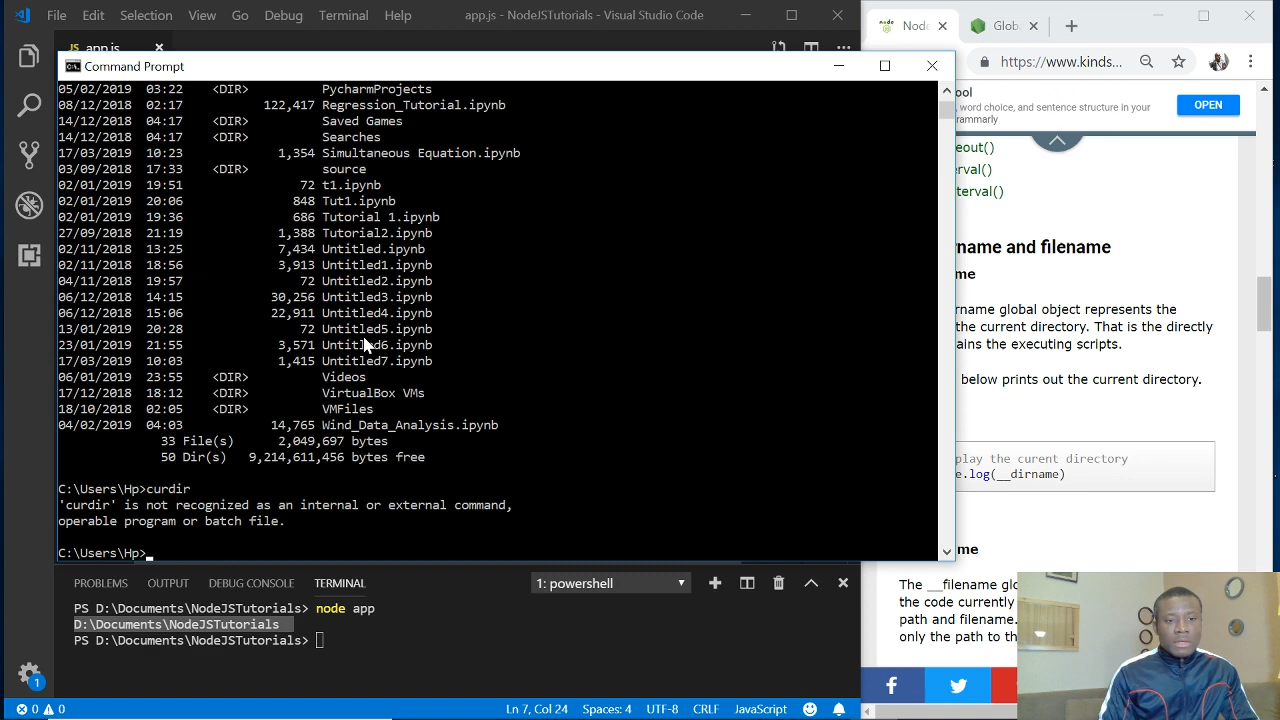 File Edit Selection View Go Debug Terminal Help app.js - NodeJSTutorials - Visual Studio Code
JS app.js
Command Prompt
05/02/2019 03:22 <DIR> PycharmProjects
08/12/2018 02:17 122,417 Regression_Tutorial.ipynb
14/12/2018 04:17 <DIR> Saved Games
14/12/2018 04:17 <DIR> Searches
17/03/2019 10:23 1,354 Simultaneous Equation.ipynb
03/09/2018 17:33 <DIR> source
02/01/2019 19:51 72 t1.ipynb
02/01/2019 20:06 848 Tut1.ipynb
02/01/2019 19:36 686 Tutorial 1.ipynb
27/09/2018 21:19 1,388 Tutorial2.ipynb
02/11/2018 13:25 7,434 Untitled.ipynb
02/11/2018 18:56 3,913 Untitled1.ipynb
04/11/2018 19:57 72 Untitled2.ipynb
06/12/2018 14:15 30,256 Untitled3.ipynb
06/12/2018 15:06 22,911 Untitled4.ipynb
13/01/2019 20:28 72 Untitled5.ipynb
23/01/2019 21:55 3,571 Untitled6.ipynb
17/03/2019 10:03 1,415 Untitled7.ipynb
06/01/2019 23:55 <DIR> Videos
17/12/2018 18:12 <DIR> VirtualBox VMs
18/10/2018 02:05 <DIR> VMFiles
04/02/2019 04:03 14,765 Wind_Data_Analysis.ipynb
33 File(s) 2,049,697 bytes
50 Dir(s) 9,214,611,456 bytes free
C:\Users\Hp>curdir
'curdir' is not recognized as an internal or external command,
operable program or batch file.
C:\Users\Hp>
PROBLEMS OUTPUT DEBUG CONSOLE TERMINAL 1: powershell
PS D:\Documents\NodeJSTutorials> node app
D:\Documents\NodeJSTutorials
PS D:\Documents\NodeJSTutorials>
1
0 0 Ln 7, Col 24 Spaces: 4 UTF-8 CRLF JavaScript
Node Glob
https://www.kinds...
ool
, word choice, and sentence structure in your
rammarly
OPEN
eout()
erval()
terval()
rname and filename
me
rname global object represents the
the current directory. That is the directly
ains the executing scripts.
below prints out the current directory.
play the curent directory
e.log(__dirname)
me
The __filename glo
the code currently
path and filename.
only the path to th